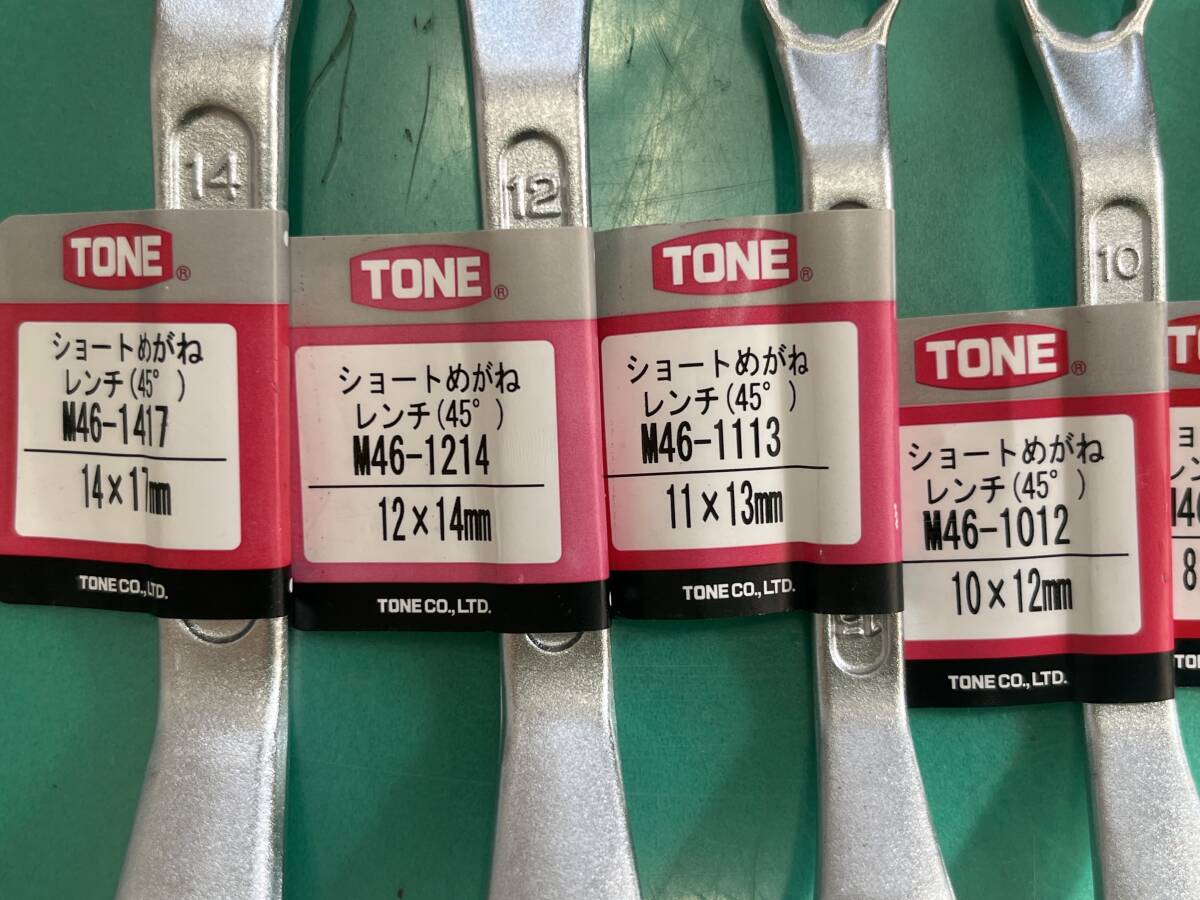 14
TONE®
ショートめがね
レンチ(45°)
M46-1417
14×17mm
TONE CO., LTD.
12
TONE®
ショートめがね
レンチ(45°)
M46-1214
12×14mm
TONE CO., LTD.
TONE®
ショートめがね
レンチ(45°)
M46-1113
11×13mm
TONE CO., LTD.
10
TONE®
ショートめがね
レンチ(45°)
M46-1012
10×12mm
TONE CO., LTD.
8